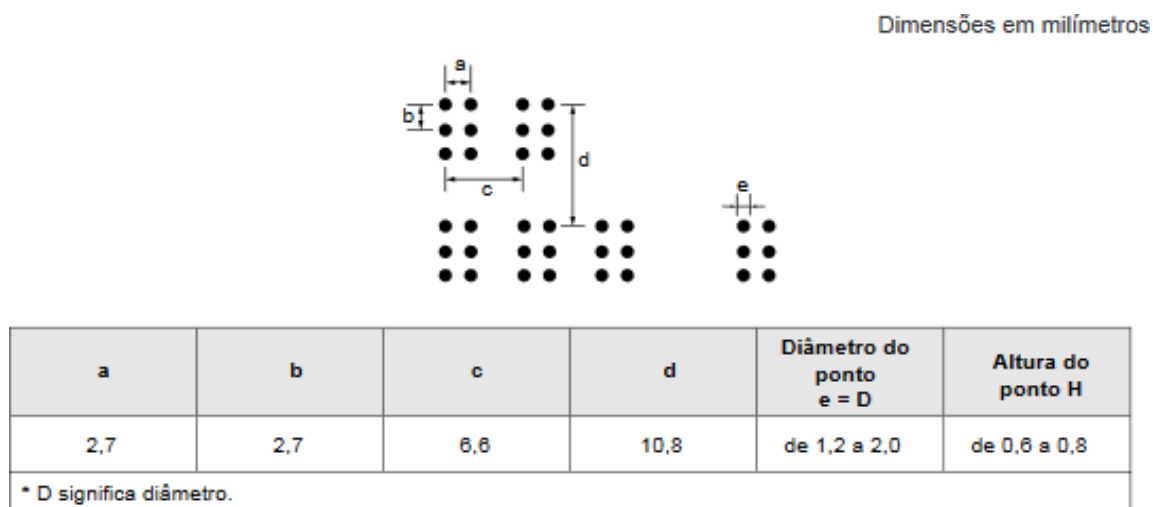 Dimensões em milímetros
a
b
d
c
e
a b c d Diâmetro do ponto e = D Altura do ponto H
2,7 2,7 6,6 10,8 de 1,2 a 2,0 de 0,6 a 0,8
* D significa diâmetro.